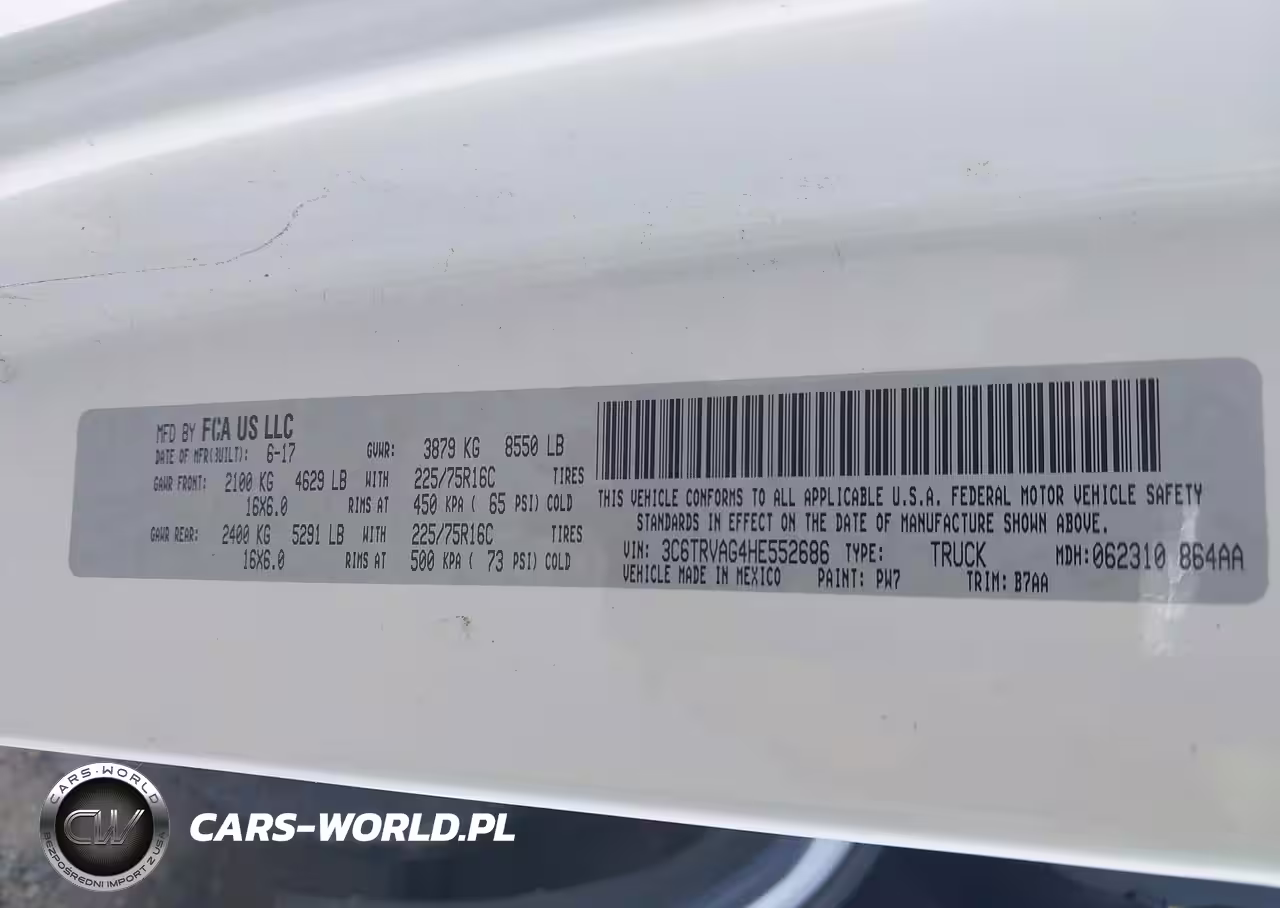 MFD BY FCA US LLC
DATE OF MFR(BUILT): 6-17 GVWR: 3879 KG 8550 LB
GAWR FRONT: 2100 KG 4629 LB WITH 225/75R16C TIRES
16X6.0 RIMS AT 450 KPA ( 65 PSI) COLD
GAWR REAR: 2400 KG 5291 LB WITH 225/75R16C TIRES
16X6.0 RIMS AT 500 KPA ( 73 PSI) COLD
THIS VEHICLE CONFORMS TO ALL APPLICABLE U.S.A. FEDERAL MOTOR VEHICLE SAFETY
STANDARDS IN EFFECT ON THE DATE OF MANUFACTURE SHOWN ABOVE.
VIN: 3C6TRVAG4HE552686 TYPE: TRUCK MDH:062310 864AA
VEHICLE MADE IN MEXICO PAINT: PW7 TRIM: B7AA
CARS-WORLD
CW
BEZPOŚREDNI IMPORT Z USA
CARS-WORLD.PL